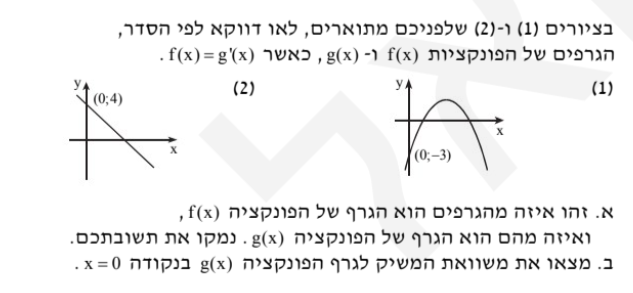 בציורים (1) ו-(2) שלפניכם מתוארים, לאו דווקא לפי הסדר,
הגרפים של הפונקציות f(x) ו- g(x) , כאשר f(x)=g'(x) .
(1)
y
x
(0;−3)
(2)
y
(0;4)
x
א. זהו איזה מהגרפים הוא הגרף של הפונקציה f(x) ,
ואיזה מהם הוא הגרף של הפונקציה g(x) . נמקו את תשובתכם.
ב. מצאו את משוואת המשיק לגרף הפונקציה g(x) בנקודה x=0 .